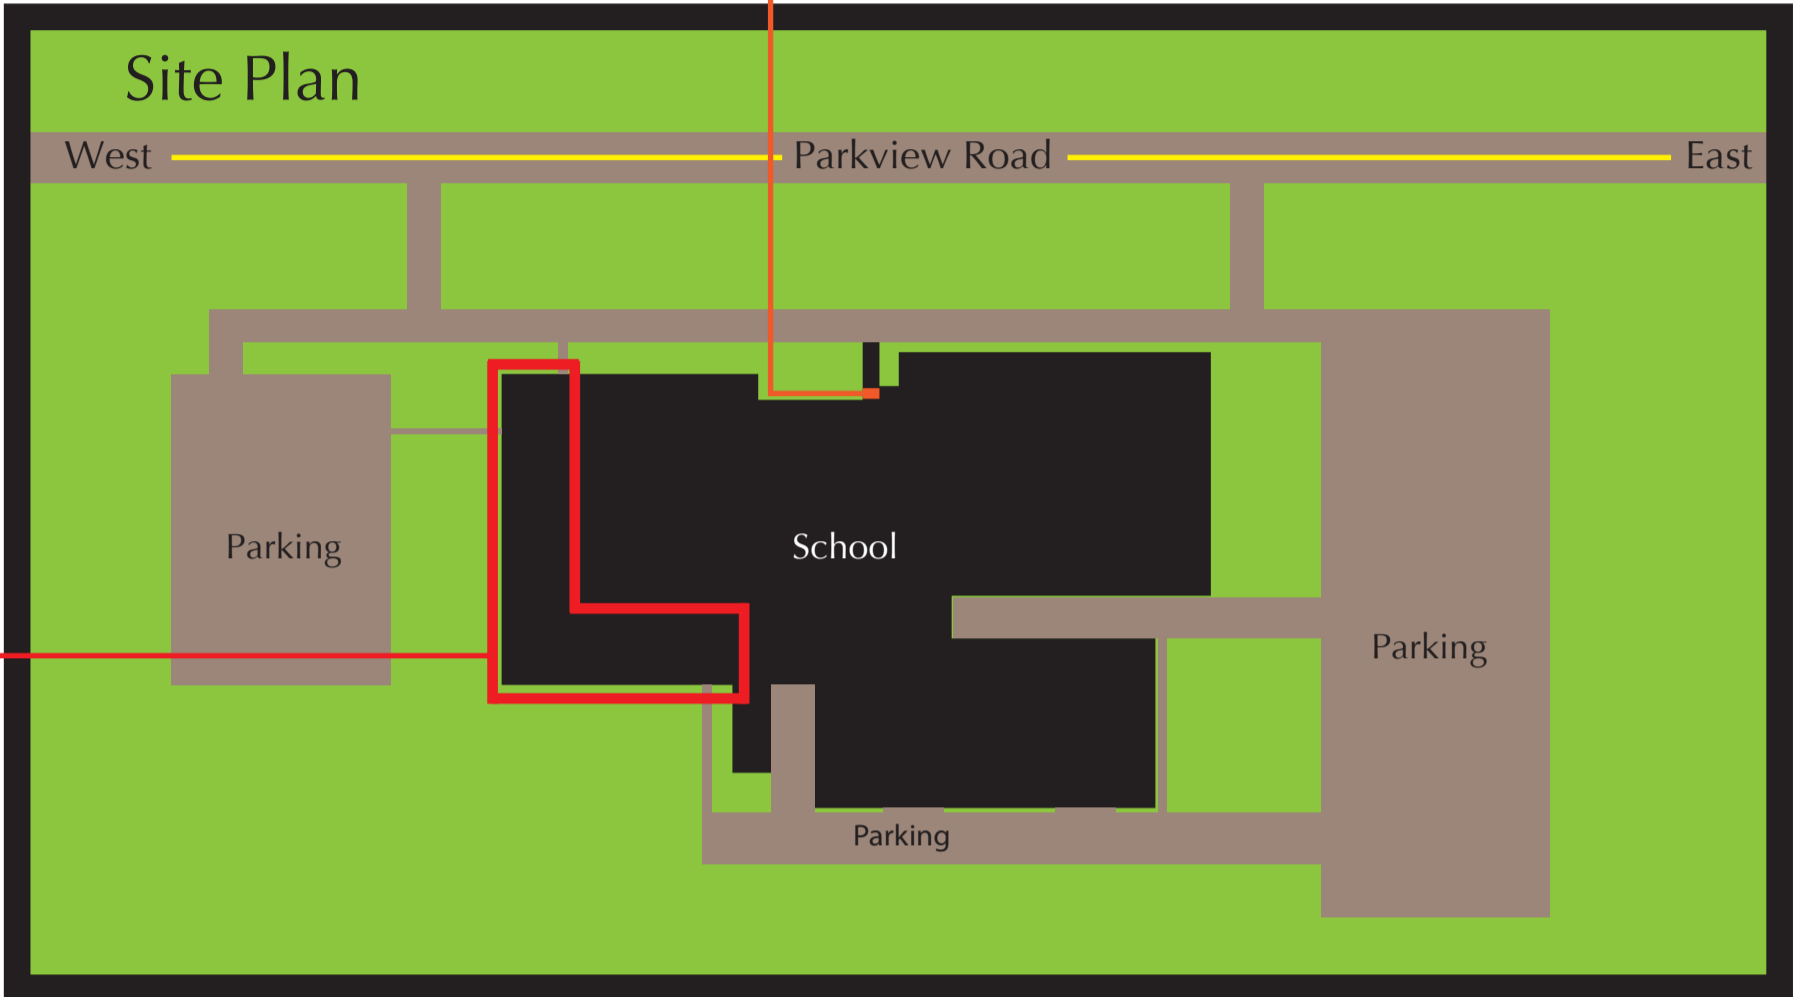 Site Plan
West Parkview Road East
Parking
School
Parking
Parking